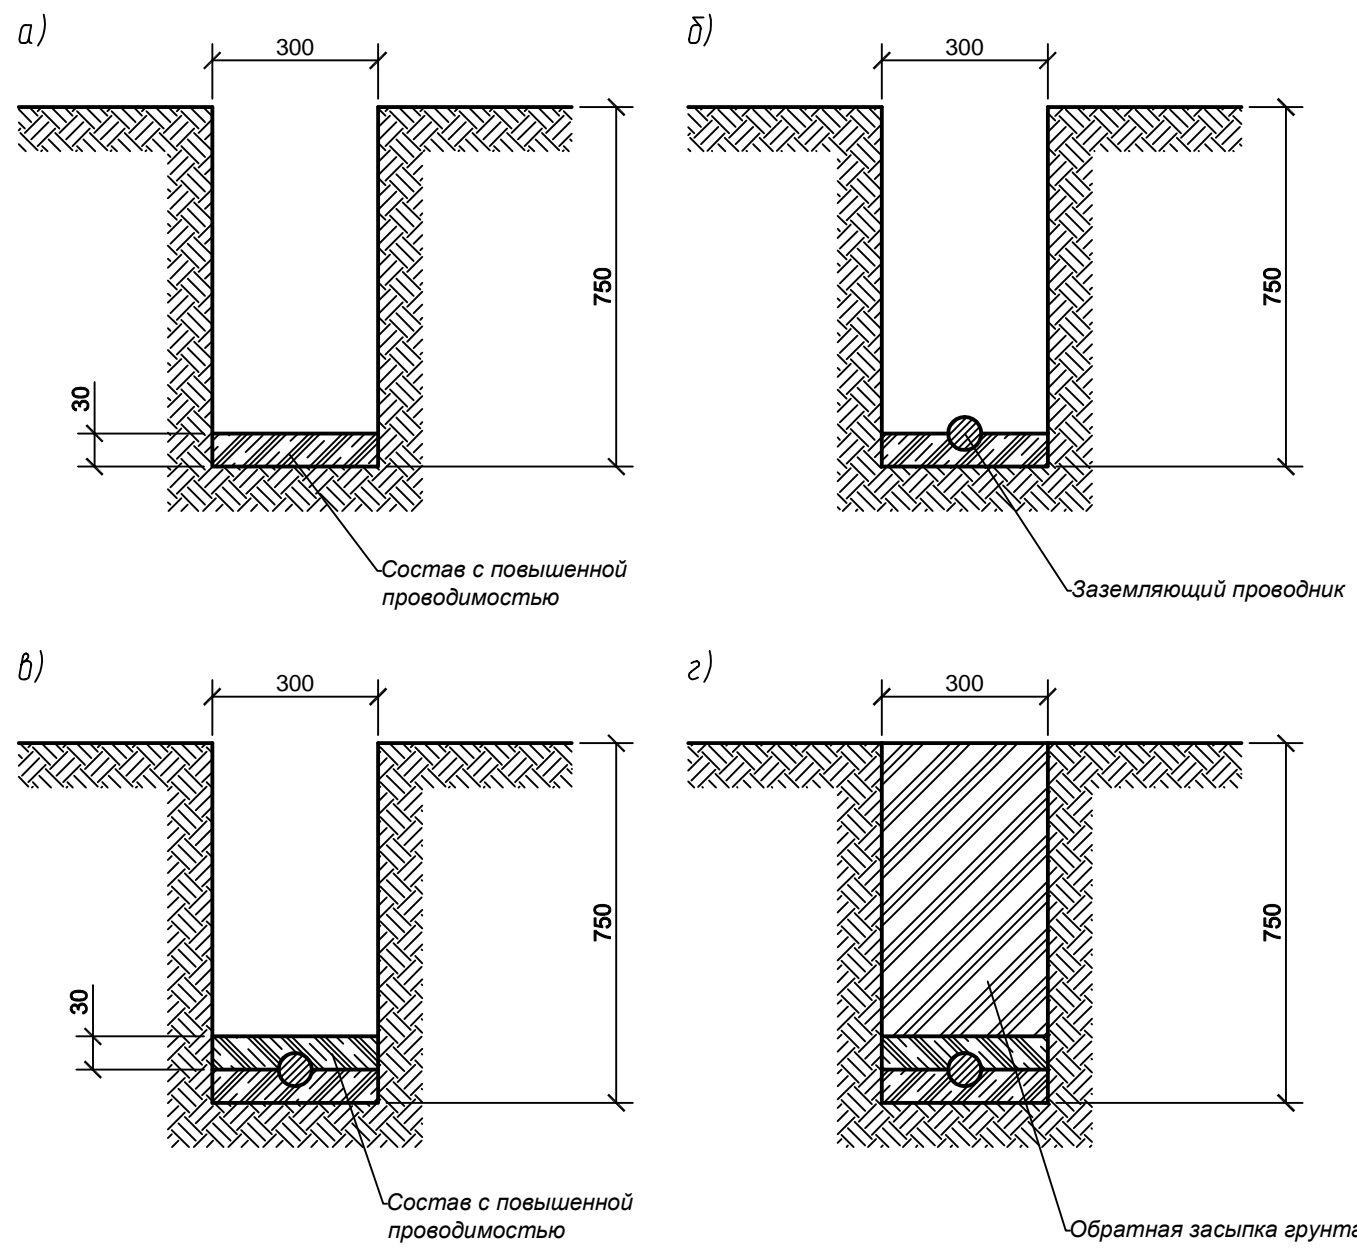 а)
300
750
30
Состав с повышенной
проводимостью
б)
300
750
Заземляющий проводник
в)
300
750
30
Состав с повышенной
проводимостью
г)
300
750
Обратная засыпка грунта